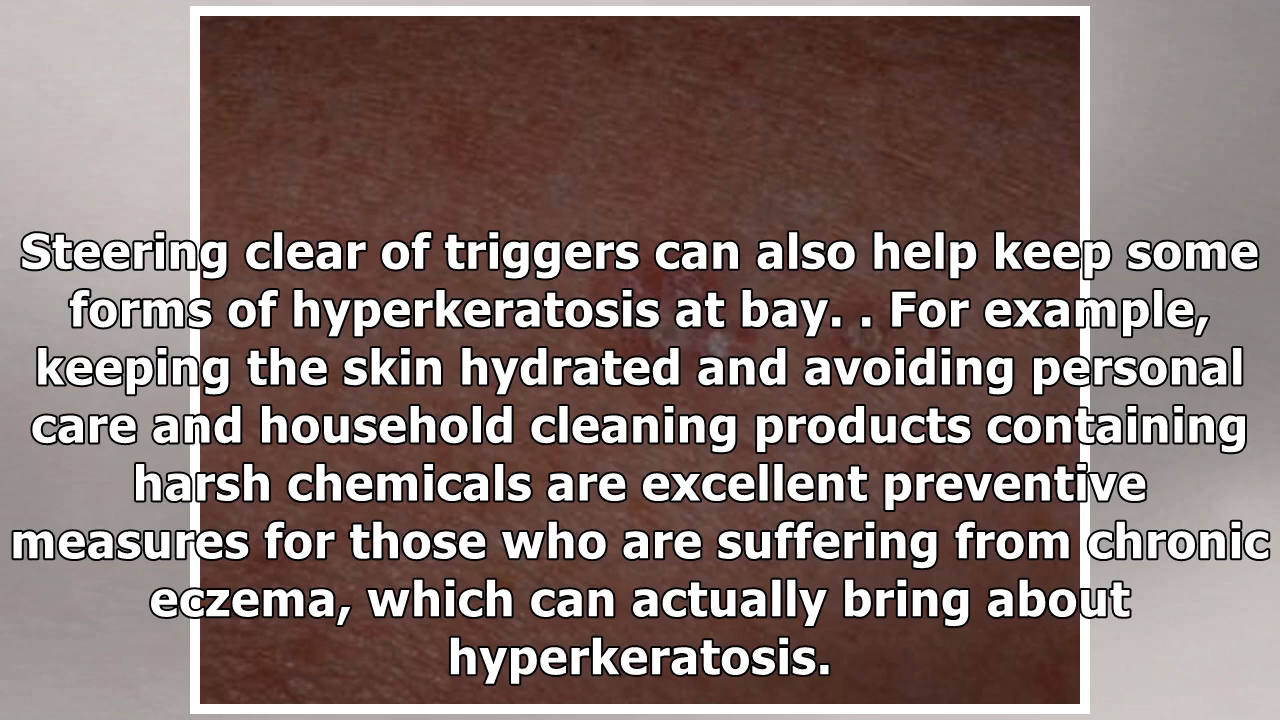 Steering clear of triggers can also help keep some
forms of hyperkeratosis at bay. . For example,
keeping the skin hydrated and avoiding personal
care and household cleaning products containing
harsh chemicals are excellent preventive
measures for those who are suffering from chronic
eczema, which can actually bring about
hyperkeratosis.